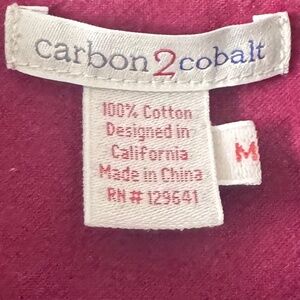 carbon2cobalt
100% Cotton
Designed in
California
Made in China
RN# 129641
M